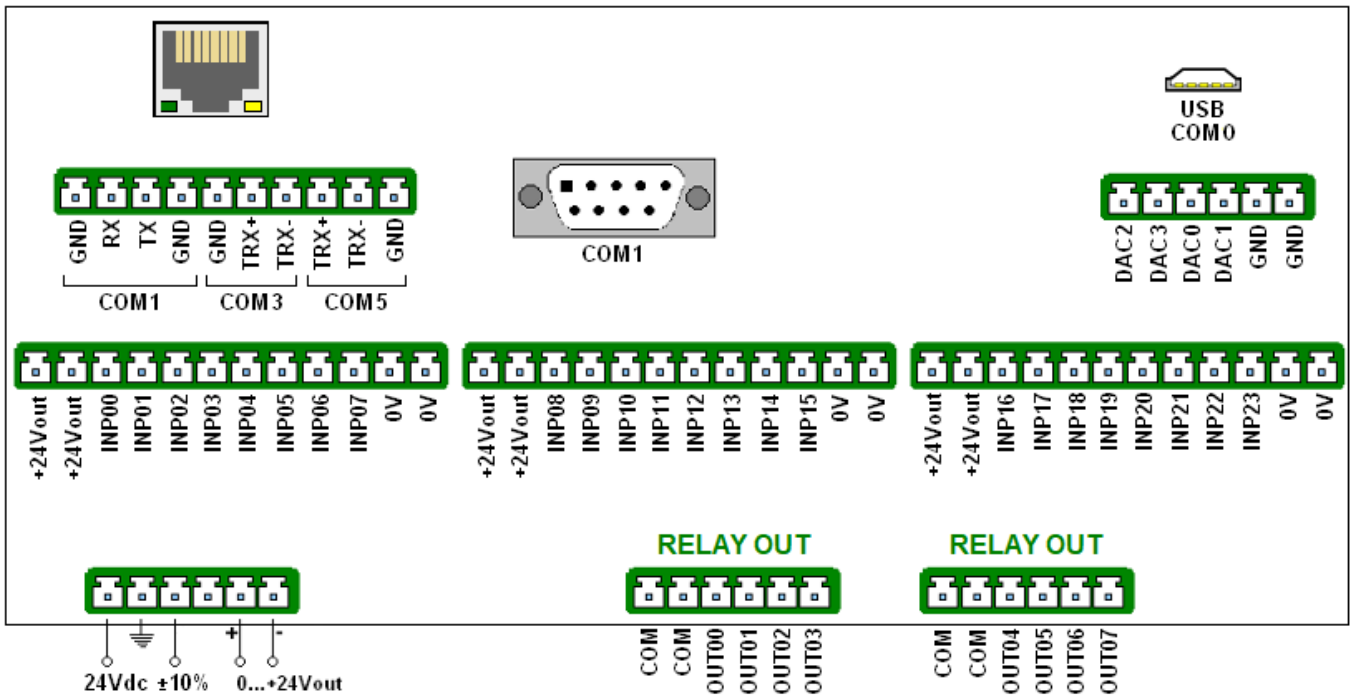 USB
COM0
GND RX TX GND GND TRX+ TRX- TRX+ TRX- GND
COM1 COM3 COM5
COM1
DAC2 DAC3 DAC0 DAC1 GND GND
+24Vout +24Vout INP00 INP01 INP02 INP03 INP04 INP05 INP06 INP07 0V 0V
+24Vout +24Vout INP08 INP09 INP10 INP11 INP12 INP13 INP14 INP15 0V 0V
+24Vout +24Vout INP16 INP17 INP18 INP19 INP20 INP21 INP22 INP23 0V 0V
+ -
24Vdc ±10% 0...+24Vout
RELAY OUT
COM COM OUT00 OUT01 OUT02 OUT03
RELAY OUT
COM COM OUT04 OUT05 OUT06 OUT07